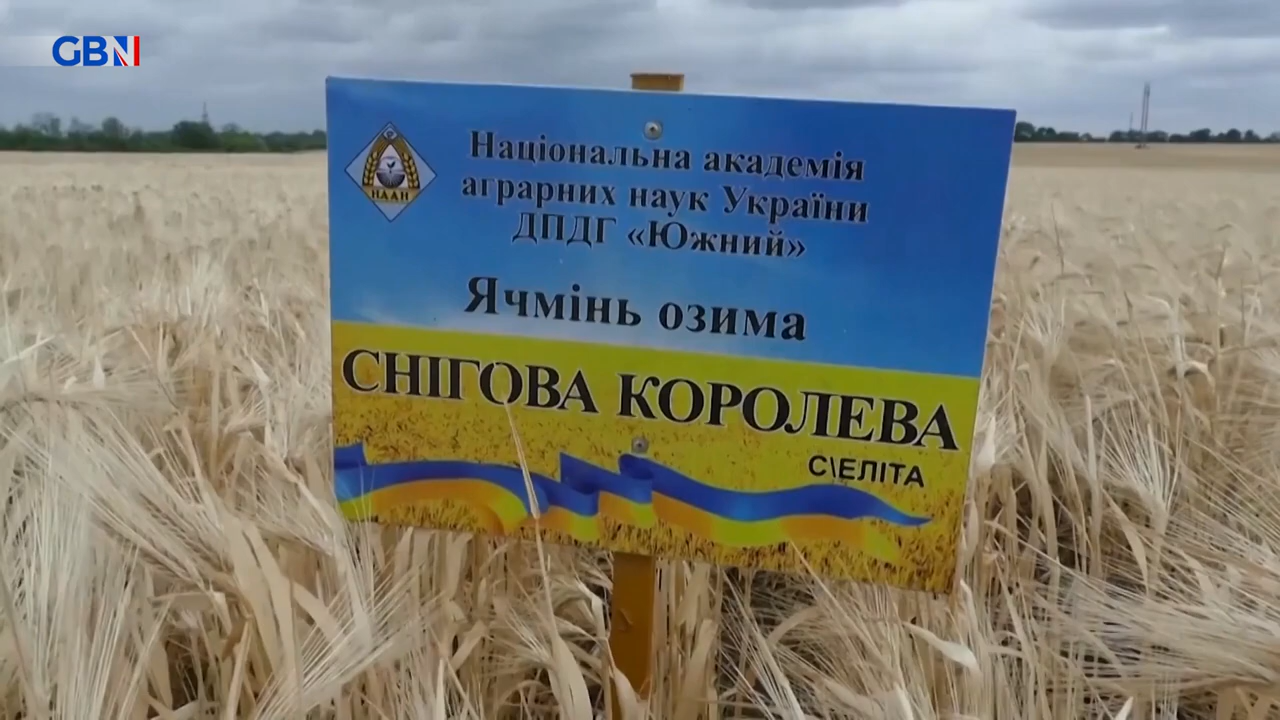 GBN
Національна академія
аграрних наук України
ДПДГ «Южний»
НААН
Ячмінь озима
СНІГОВА КОРОЛЕВА
С\ЕЛІТА